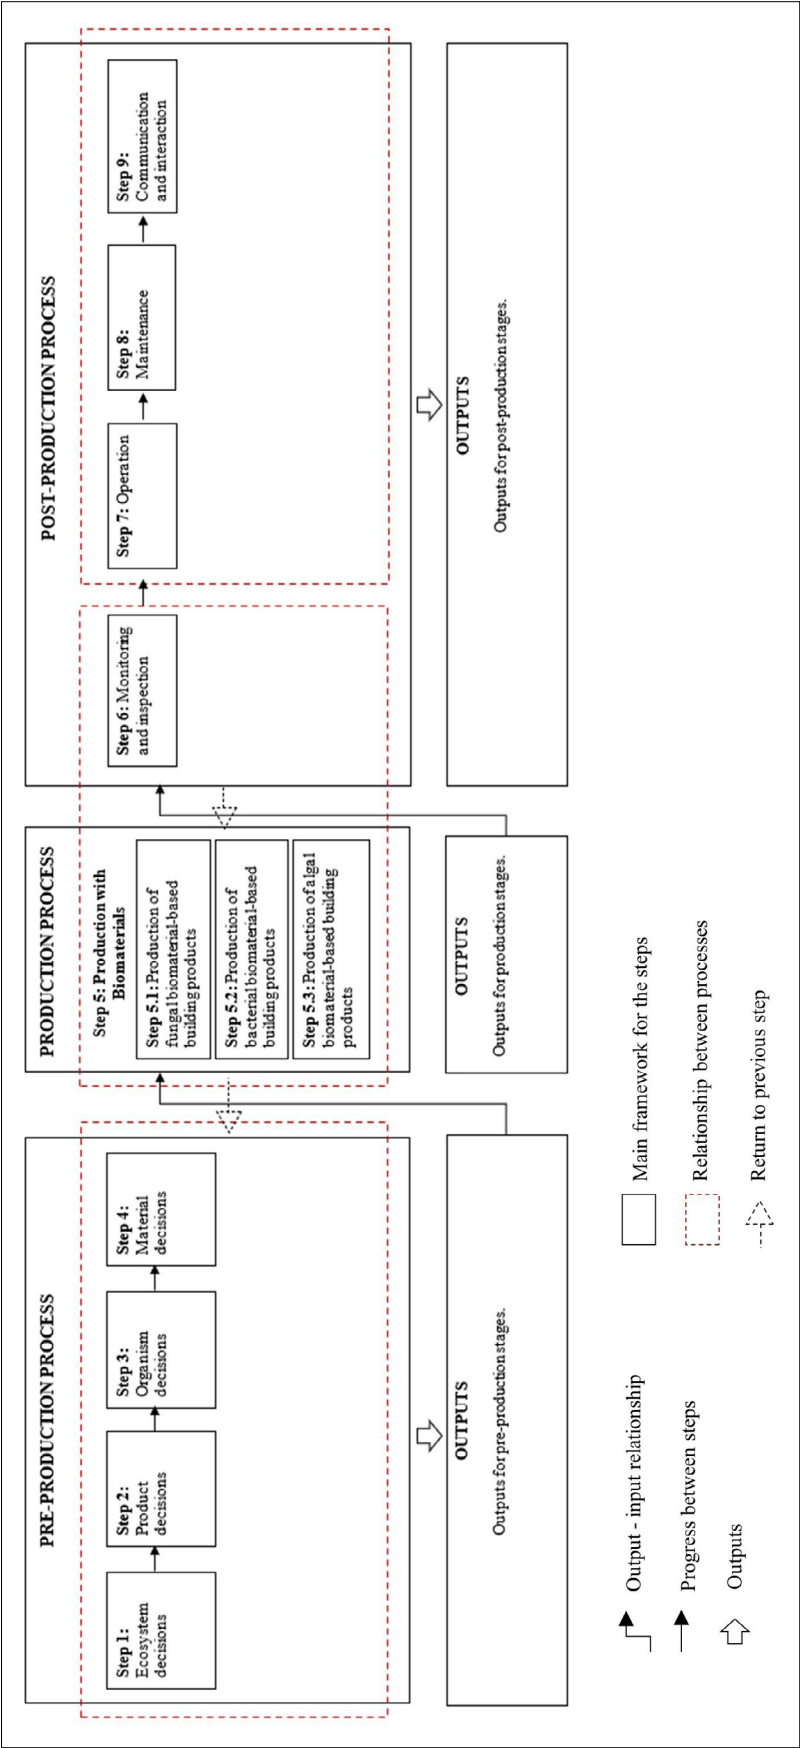 PRE-PRODUCTION PROCESS
Step 1:
Ecosystem
decisions
Step 2:
Product
decisions
Step 3:
Organism
decisions
Step 4:
Material
decisions
OUTPUTS
Outputs for pre-production stages.
PRODUCTION PROCESS
Step 5: Production with
Biomaterials
Step 5.1: Production of
fungal biomaterial-based
building products
Step 5.2: Production of
bacterial biomaterial-based
building products
Step 5.3: Production of algal
biomaterial-based building
products
OUTPUTS
Outputs for production stages.
POST-PRODUCTION PROCESS
Step 6: Monitoring
and inspection
Step 7: Operation
Step 8:
Maintenance
Step 9:
Communication
and interaction
OUTPUTS
Outputs for post-production stages.
Output - input relationship
Progress between steps
Outputs
Main framework for the steps
Relationship between processes
Return to previous step